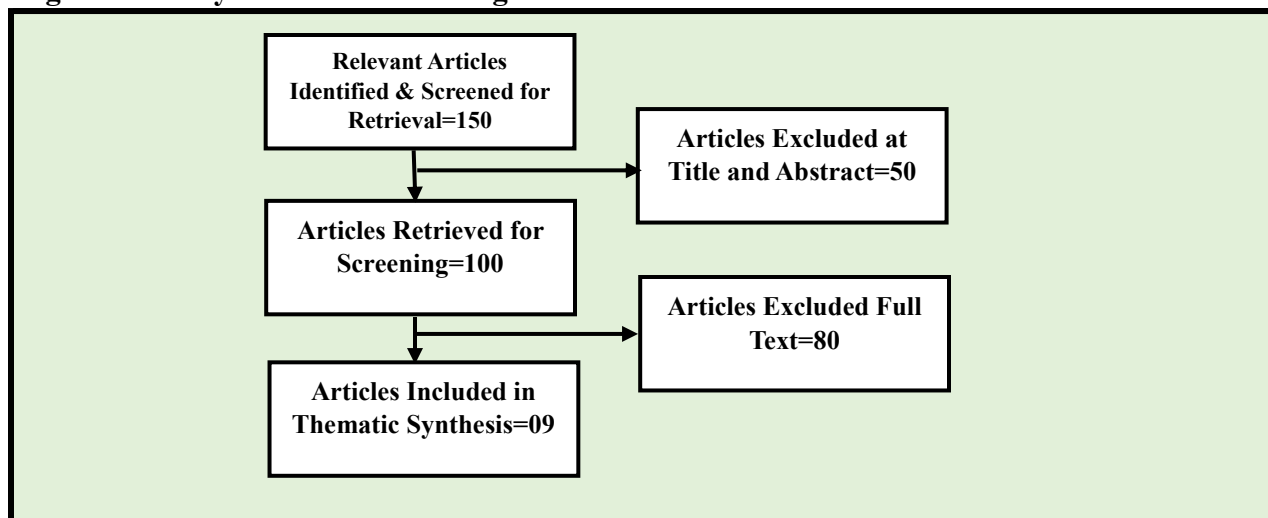 Relevant Articles
Identified & Screened for
Retrieval=150
Articles Excluded at
Title and Abstract=50
Articles Retrieved for
Screening=100
Articles Excluded Full
Text=80
Articles Included in
Thematic Synthesis=09